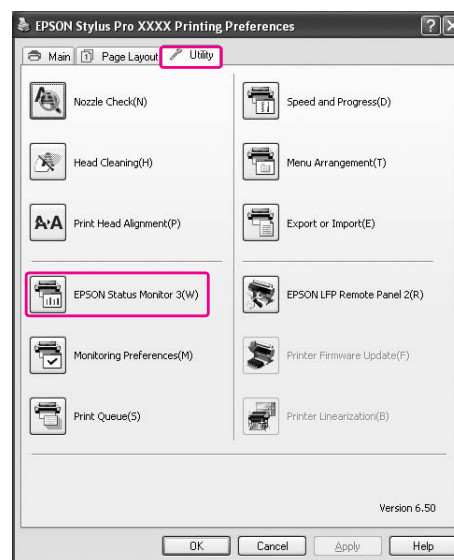 EPSON Stylus Pro XXXX Printing Preferences
Main
Page Layout
Utility
Nozzle Check(N)
Speed and Progress(D)
Head Cleaning(H)
Menu Arrangement(T)
A·A
Print Head Alignment(P)
Export or Import(E)
EPSON Status Monitor 3(W)
EPSON LFP Remote Panel 2(R)
Monitoring Preferences(M)
Printer Firmware Update(F)
Print Queue(S)
Printer Linearization(B)
Version 6.50
OK
Cancel
Apply
Help